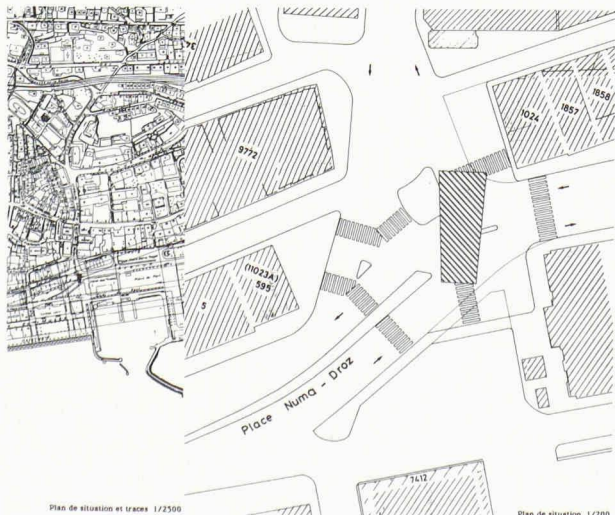 9772
1024
1857
1858
(11023A)
595
5
Place Numa - Droz
7412
Plan de situation et traces 1/2500
Plan de situation 1/200